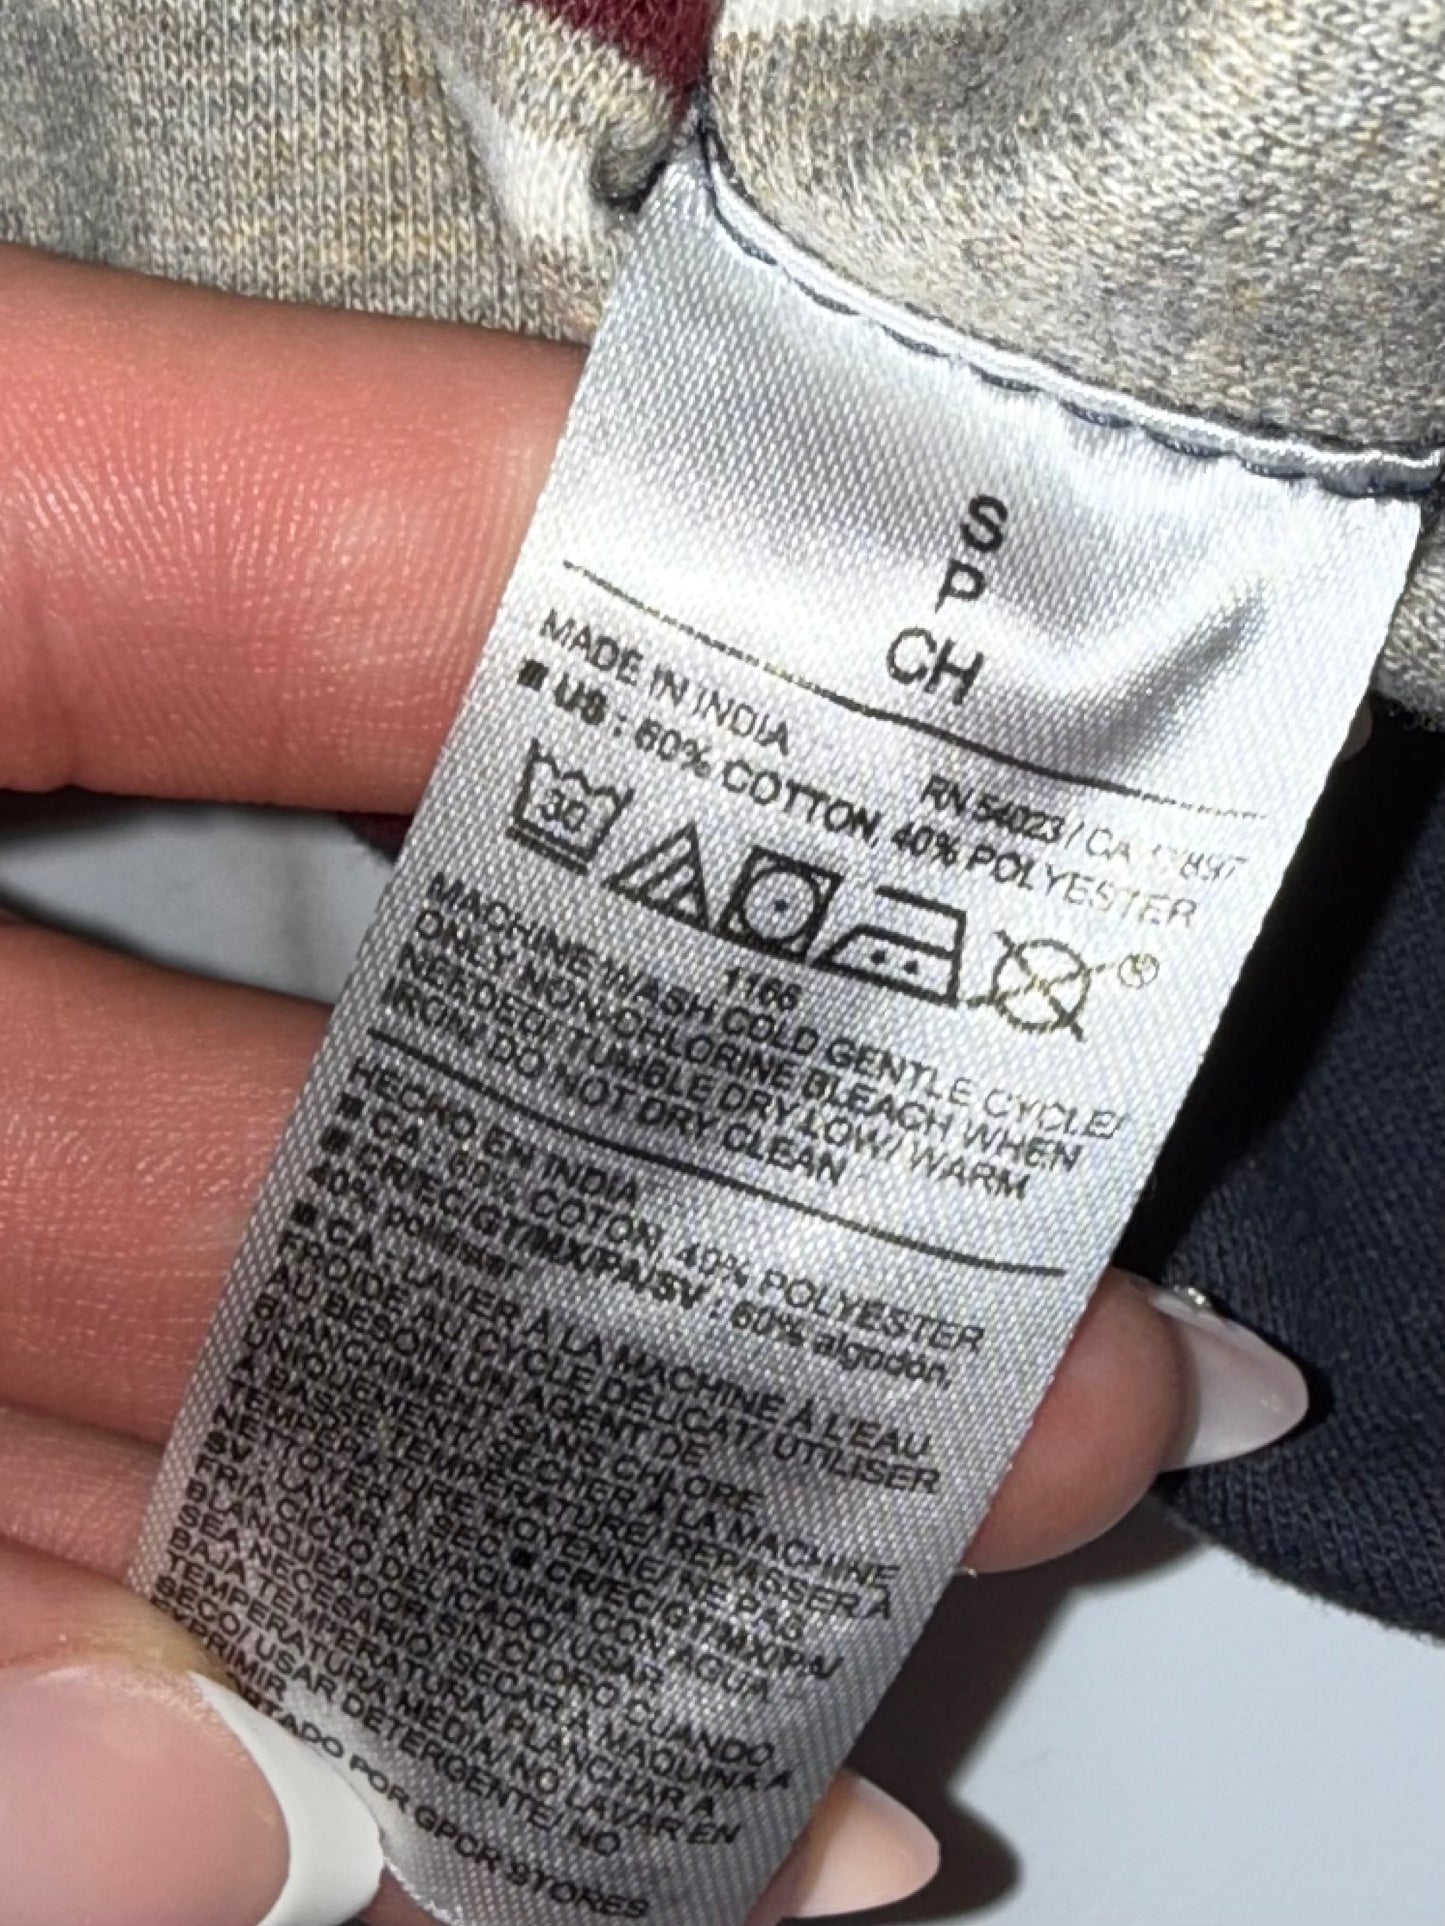 S
P
CH
MADE IN INDIA
RN 54023 / CA
■ US : 60% COTTON, 40% POLYESTER
30
1166
MACHINE WASH COLD GENTLE CYCLE/
ONLY NON-CHLORINE BLEACH WHEN
NEEDED/ TUMBLE DRY LOW/ WARM
IRON/ DO NOT DRY CLEAN
HECHO EN INDIA
■ CA : 60% COTON, 40% POLYESTER
■ CR/EC/GT/MX/PA/SV : 60% algodón,
40% poliéster
■ CA - LAVER À LA MACHINE À L'EAU
FROIDE AU CYCLE DÉLICAT/ UTILISER
AU BESOIN UN AGENT DE
BLANCHIMENT SANS CHLORE
UNIQUEMENT/ SÉCHER À LA MACHINE
À BASSE TEMPÉRATURE/ REPASSER À
TEMPÉRATURE MOYENNE/ NE PAS
NETTOYER À SEC ■ CR/EC/GT/MX/PA/
SV - LAVAR A MAQUINA CON AGUA
FRIA CICLO DELICADO/ USAR
BLANQUEADOR SIN CLORO CUANDO
SEA NECESARIO/ SECAR A MAQUINA A
BAJA TEMPERATURA/ PLANCHAR A
TEMPERATURA MEDIA/ NO LAVAR EN
SECO/ USAR DETERGENTE/ NO
EXPRIMIR
POR GPCR STORES